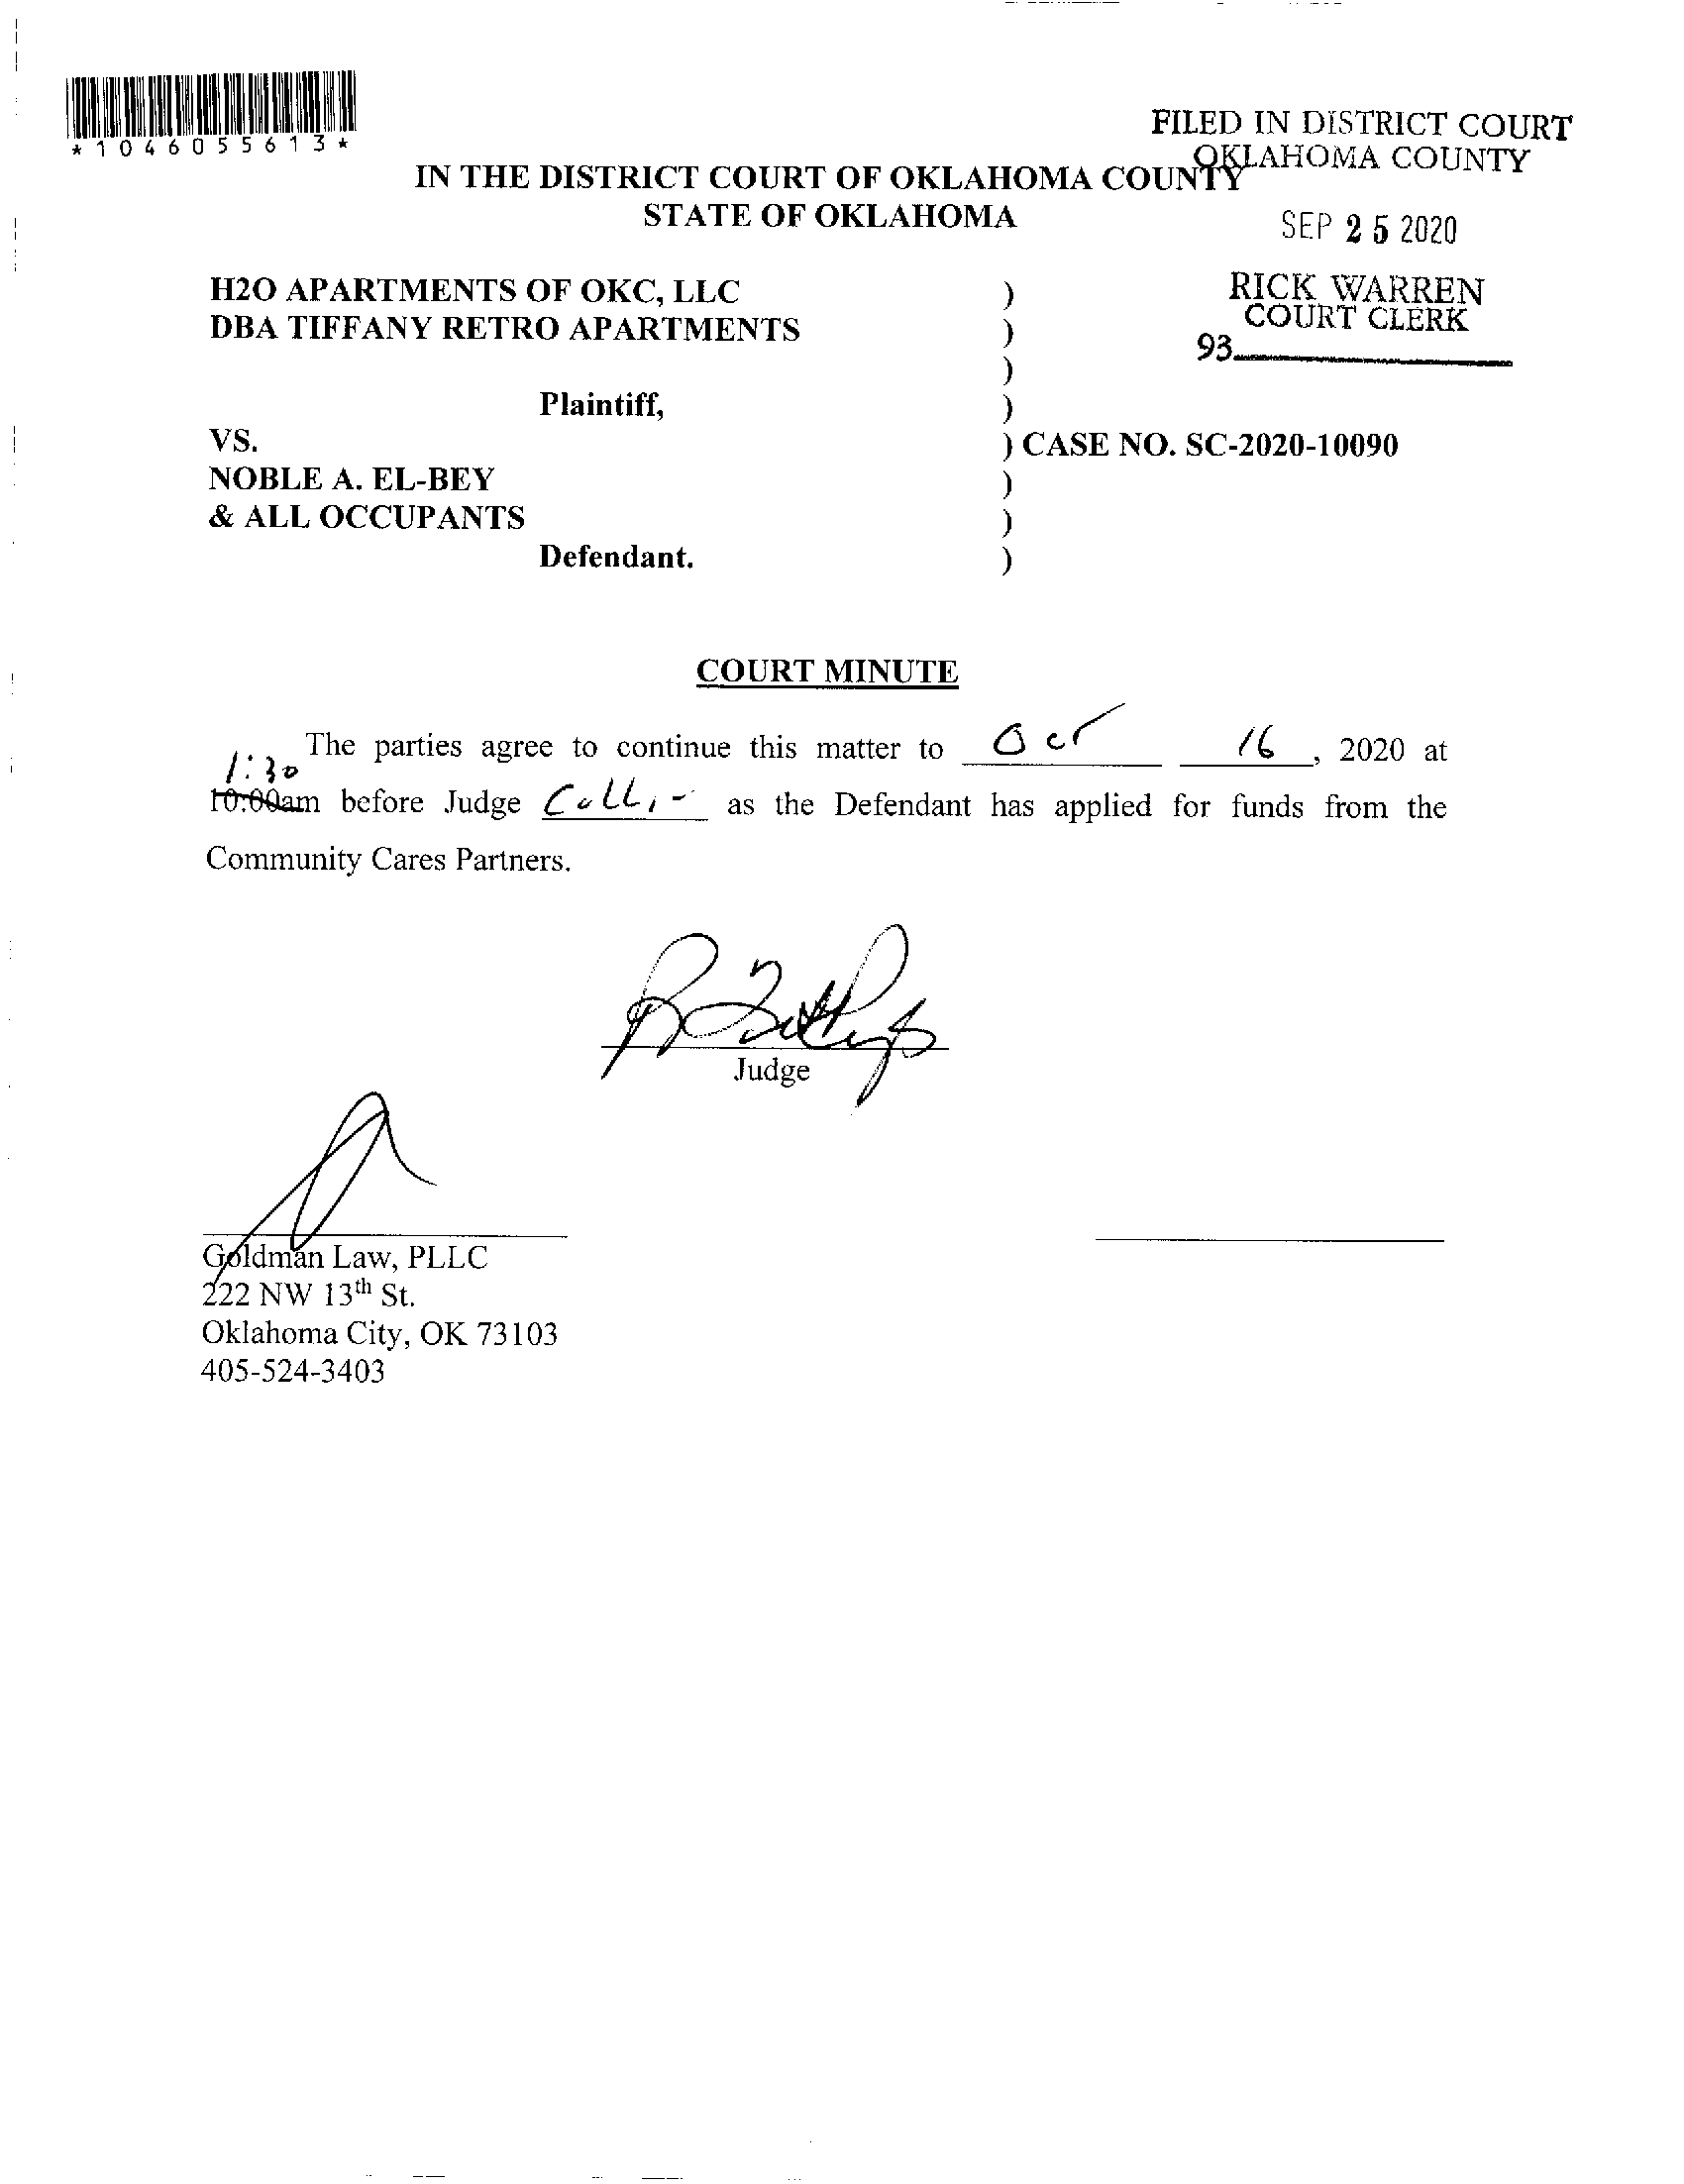 *1046055613*
FILED IN DISTRICT COURT
OKLAHOMA COUNTY
IN THE DISTRICT COURT OF OKLAHOMA COUNTY
STATE OF OKLAHOMA
SEP 25 2020
RICK WARREN
COURT CLERK
93
H2O APARTMENTS OF OKC, LLC )
DBA TIFFANY RETRO APARTMENTS )
)
Plaintiff, )
VS. ) CASE NO. SC-2020-10090
NOBLE A. EL-BEY )
& ALL OCCUPANTS )
Defendant. )
COURT MINUTE
The parties agree to continue this matter to Oct 16, 2020 at
1:30
10:00am before Judge as the Defendant has applied for funds from the
Community Cares Partners.
Judge
Goldman Law, PLLC
222 NW 13th St.
Oklahoma City, OK 73103
405-524-3403